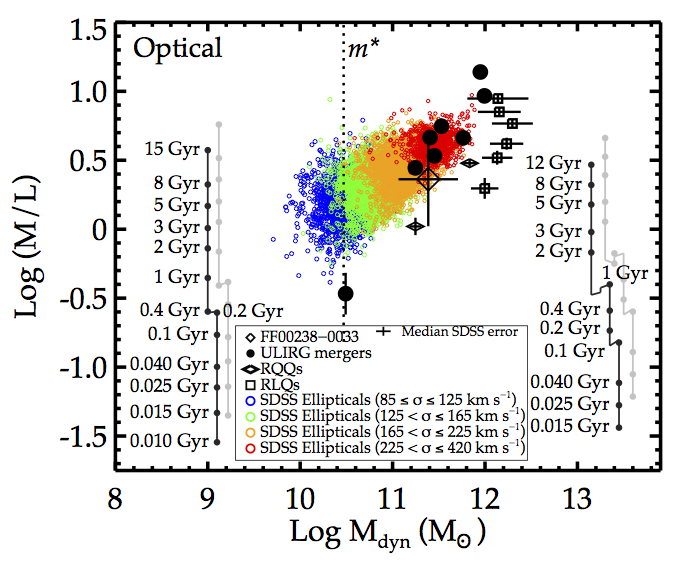 Optical
m*
1.5
1.0
0.5
0
-0.5
-1.0
-1.5
Log (M/L)
15 Gyr
8 Gyr
5 Gyr
3 Gyr
2 Gyr
1 Gyr
0.4 Gyr
0.2 Gyr
0.1 Gyr
0.040 Gyr
0.025 Gyr
0.015 Gyr
0.010 Gyr
12 Gyr
8 Gyr
5 Gyr
3 Gyr
2 Gyr
1 Gyr
0.4 Gyr
0.2 Gyr
0.1 Gyr
0.040 Gyr
0.025 Gyr
0.015 Gyr
FF00238-0033
Median SDSS error
ULIRG mergers
RQQs
RLQs
SDSS Ellipticals (85 ≤ σ ≤ 125 km s⁻¹)
SDSS Ellipticals (125 < σ ≤ 165 km s⁻¹)
SDSS Ellipticals (165 < σ ≤ 225 km s⁻¹)
SDSS Ellipticals (225 < σ ≤ 420 km s⁻¹)
8 9 10 11 12 13
Log M_dyn (M_⊙)